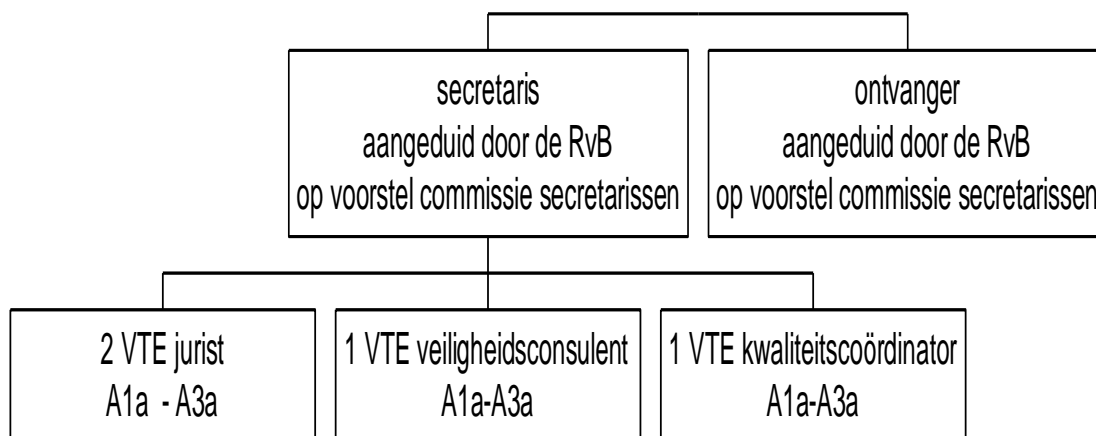 secretaris
aangeduid door de RvB
op voorstel commissie secretarissen
ontvanger
aangeduid door de RvB
op voorstel commissie secretarissen
2 VTE jurist
A1a - A3a
1 VTE veiligheidsconsulent
A1a-A3a
1 VTE kwaliteitscoördinator
A1a-A3a